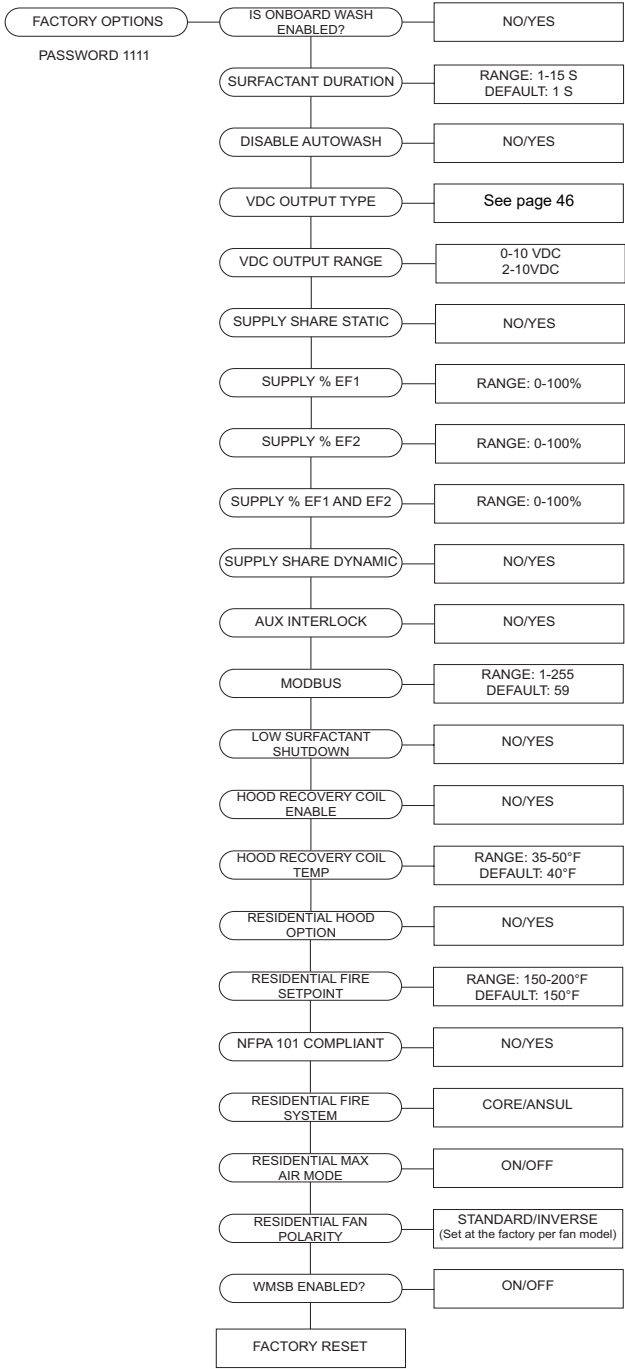 FACTORY OPTIONS
PASSWORD 1111
IS ONBOARD WASH
ENABLED?
NO/YES
SURFACTANT DURATION
RANGE: 1-15 S
DEFAULT: 1 S
DISABLE AUTOWASH
NO/YES
VDC OUTPUT TYPE
See page 46
VDC OUTPUT RANGE
0-10 VDC
2-10VDC
SUPPLY SHARE STATIC
NO/YES
SUPPLY % EF1
RANGE: 0-100%
SUPPLY % EF2
RANGE: 0-100%
SUPPLY % EF1 AND EF2
RANGE: 0-100%
SUPPLY SHARE DYNAMIC
NO/YES
AUX INTERLOCK
NO/YES
MODBUS
RANGE: 1-255
DEFAULT: 59
LOW SURFACTANT
SHUTDOWN
NO/YES
HOOD RECOVERY COIL
ENABLE
NO/YES
HOOD RECOVERY COIL
TEMP
RANGE: 35-50°F
DEFAULT: 40°F
RESIDENTIAL HOOD
OPTION
NO/YES
RESIDENTIAL FIRE
SETPOINT
RANGE: 150-200°F
DEFAULT: 150°F
NFPA 101 COMPLIANT
NO/YES
RESIDENTIAL FIRE
SYSTEM
CORE/ANSUL
RESIDENTIAL MAX
AIR MODE
ON/OFF
RESIDENTIAL FAN
POLARITY
STANDARD/INVERSE
(Set at the factory per fan model)
WMSB ENABLED?
ON/OFF
FACTORY RESET